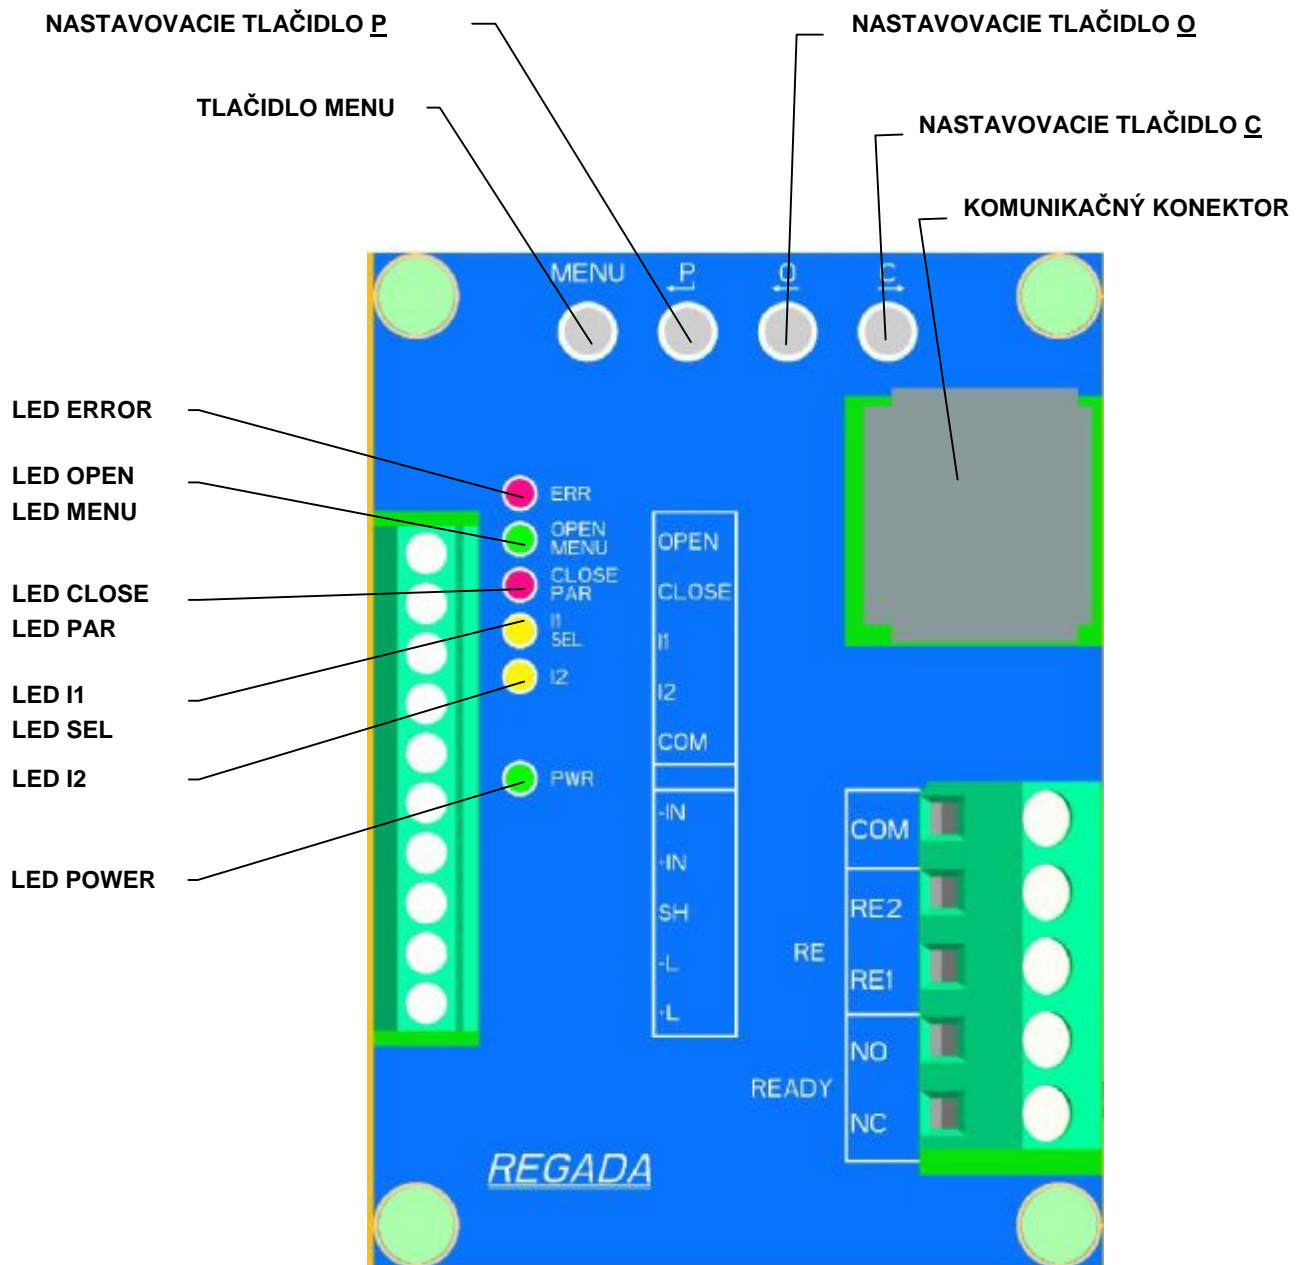 NASTAVOVACIE TLAČIDLO P
NASTAVOVACIE TLAČIDLO O
TLAČIDLO MENU
NASTAVOVACIE TLAČIDLO C
KOMUNIKAČNÝ KONEKTOR
MENU P O C
LED ERROR
LED OPEN
LED MENU
LED CLOSE
LED PAR
LED I1
LED SEL
LED I2
LED POWER
ERR
OPEN
MENU
CLOSE
PAR
I1
SEL
I2
PWR
OPEN
CLOSE
I1
I2
COM
-IN
+IN
SH
-L
+L
COM
RE2
RE
RE1
NO
READY
NC
REGADA